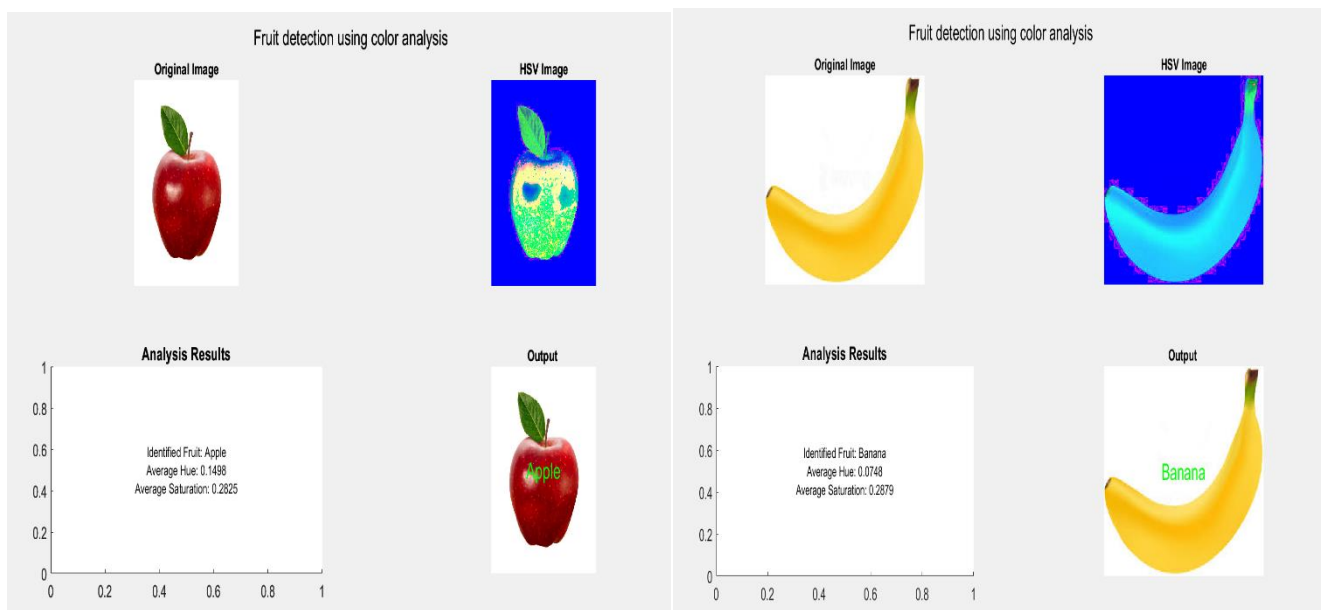 Fruit detection using color analysis
Original Image
HSV Image
Analysis Results
1
0.8
0.6
0.4
0.2
0
0
0.2
0.4
0.6
0.8
1
Identified Fruit: Apple
Average Hue: 0.1498
Average Saturation: 0.2825
Output
Apple
Fruit detection using color analysis
Original Image
HSV Image
Analysis Results
1
0.8
0.6
0.4
0.2
0
0
0.2
0.4
0.6
0.8
1
Identified Fruit: Banana
Average Hue: 0.0748
Average Saturation: 0.2879
Output
Banana